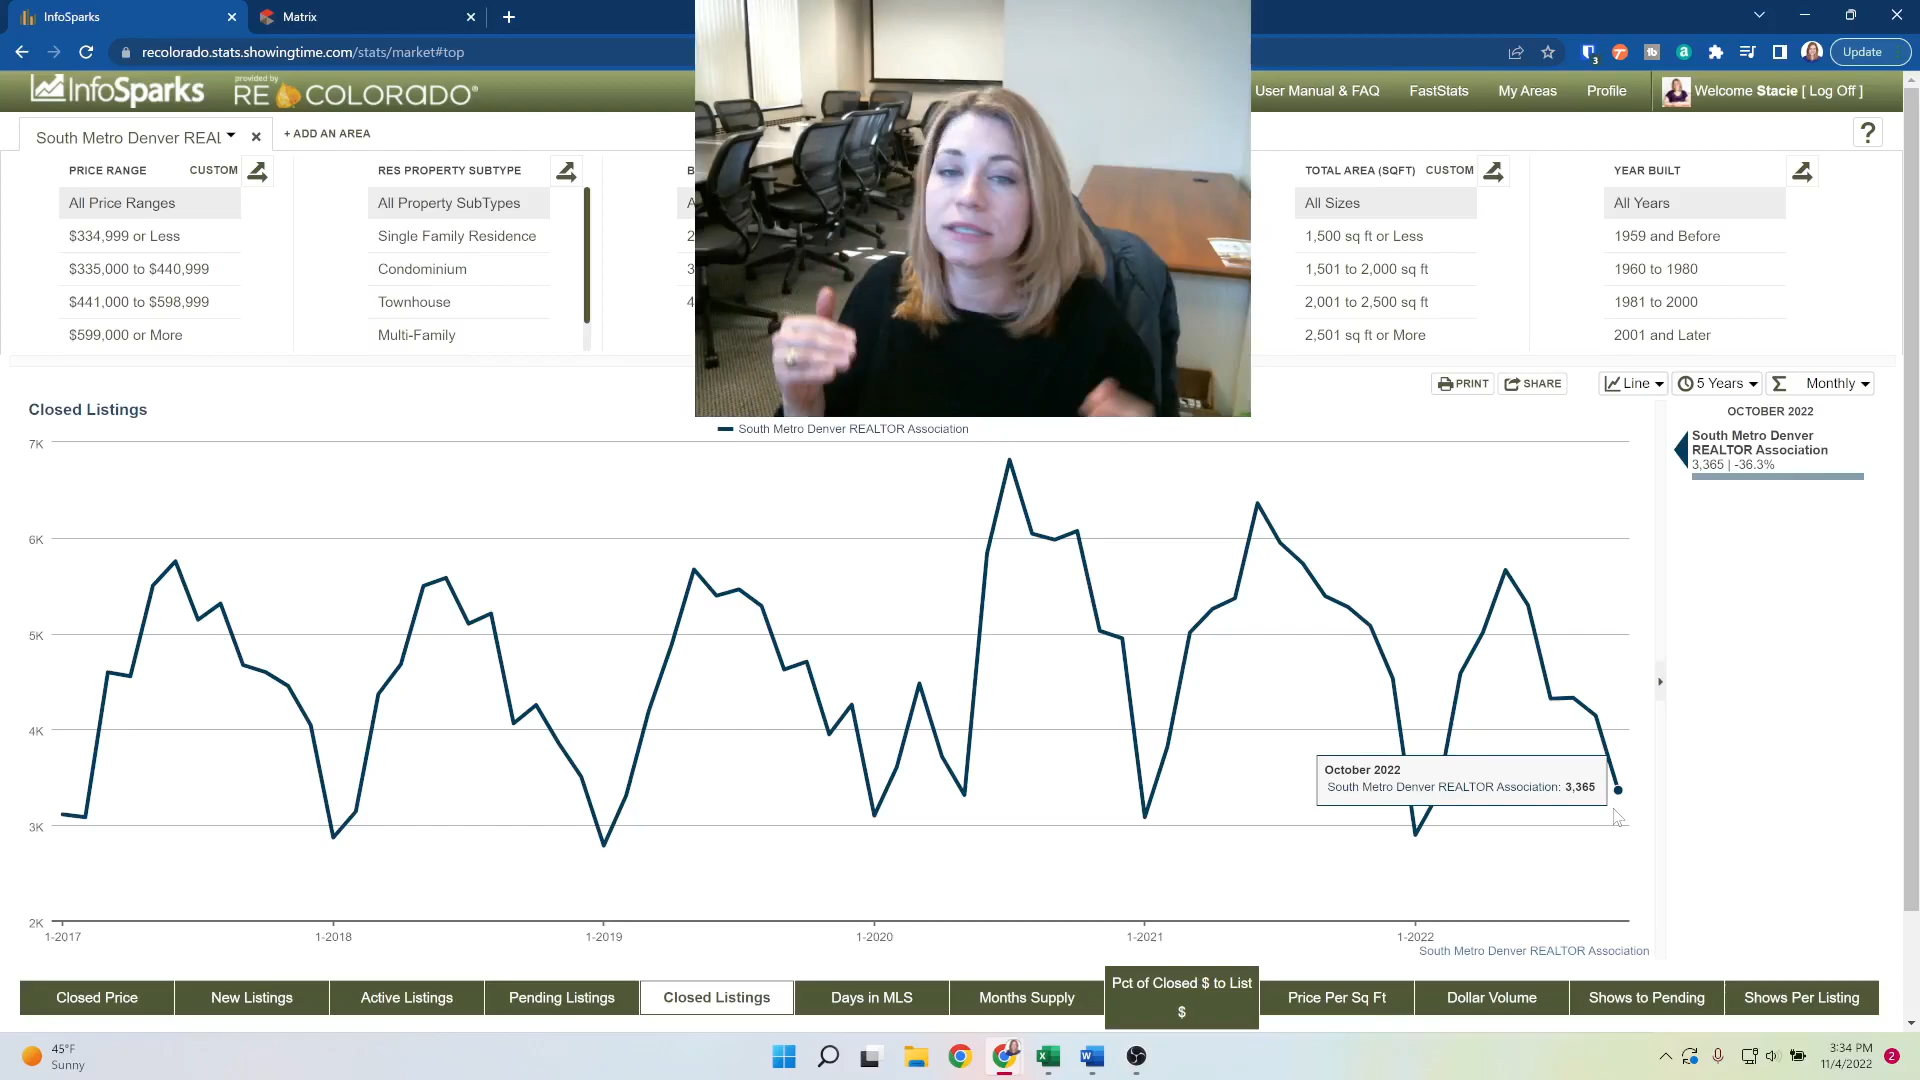 InfoSparks
Matrix
recolorado.stats.showingtime.com/stats/market#top
3
Update
InfoSparks
provided by
RECOLORADO®
User Manual & FAQ
FastStats
My Areas
Profile
Welcome Stacie [ Log Off ]
South Metro Denver REAL
+ ADD AN AREA
?
PRICE RANGE
CUSTOM
All Price Ranges
$334,999 or Less
$335,000 to $440,999
$441,000 to $598,999
$599,000 or More
RES PROPERTY SUBTYPE
All Property SubTypes
Single Family Residence
Condominium
Townhouse
Multi-Family
B
A
2
3
4
TOTAL AREA (SQFT)
CUSTOM
All Sizes
1,500 sq ft or Less
1,501 to 2,000 sq ft
2,001 to 2,500 sq ft
2,501 sq ft or More
YEAR BUILT
All Years
1959 and Before
1960 to 1980
1981 to 2000
2001 and Later
PRINT
SHARE
Line
5 Years
Σ Monthly
Closed Listings
South Metro Denver REALTOR Association
OCTOBER 2022
South Metro Denver
REALTOR Association
3,365 | -36.3%
7K
6K
5K
4K
3K
2K
October 2022
South Metro Denver REALTOR Association: 3,365
1-2017
1-2018
1-2019
1-2020
1-2021
1-2022
South Metro Denver REALTOR Association
Closed Price
New Listings
Active Listings
Pending Listings
Closed Listings
Days in MLS
Months Supply
Pct of Closed $ to List
$
Price Per Sq Ft
Dollar Volume
Shows to Pending
Shows Per Listing
45°F
Sunny
3:34 PM
11/4/2022
2